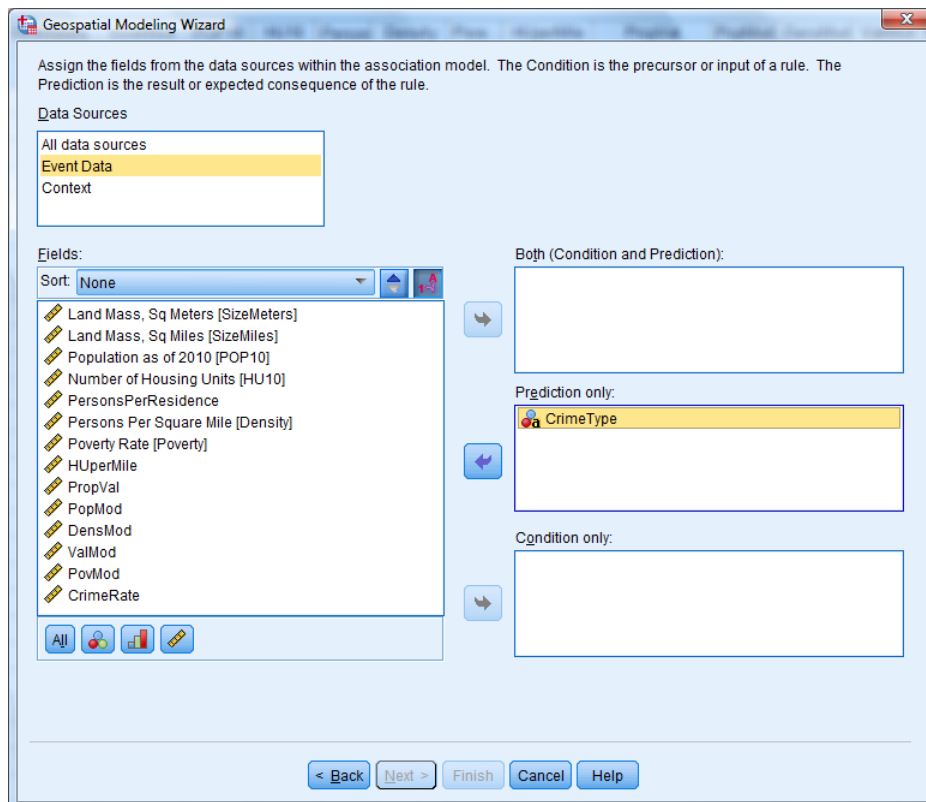 Geospatial Modeling Wizard
Assign the fields from the data sources within the association model. The Condition is the precursor or input of a rule. The
Prediction is the result or expected consequence of the rule.
Data Sources
All data sources
Event Data
Context
Fields:
Sort: None
Land Mass, Sq Meters [SizeMeters]
Land Mass, Sq Miles [SizeMiles]
Population as of 2010 [POP10]
Number of Housing Units [HU10]
PersonsPerResidence
Persons Per Square Mile [Density]
Poverty Rate [Poverty]
HUperMile
PropVal
PopMod
DensMod
ValMod
PovMod
CrimeRate
All
Both (Condition and Prediction):
Prediction only:
a CrimeType
Condition only:
< Back Next > Finish Cancel Help